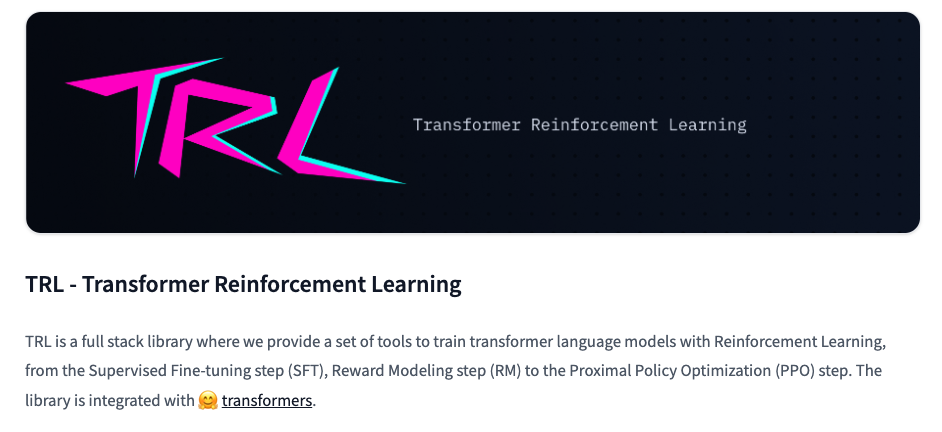 TRL
Transformer Reinforcement Learning
TRL - Transformer Reinforcement Learning
TRL is a full stack library where we provide a set of tools to train transformer language models with Reinforcement Learning,
from the Supervised Fine-tuning step (SFT), Reward Modeling step (RM) to the Proximal Policy Optimization (PPO) step. The
library is integrated with 🤗 transformers.